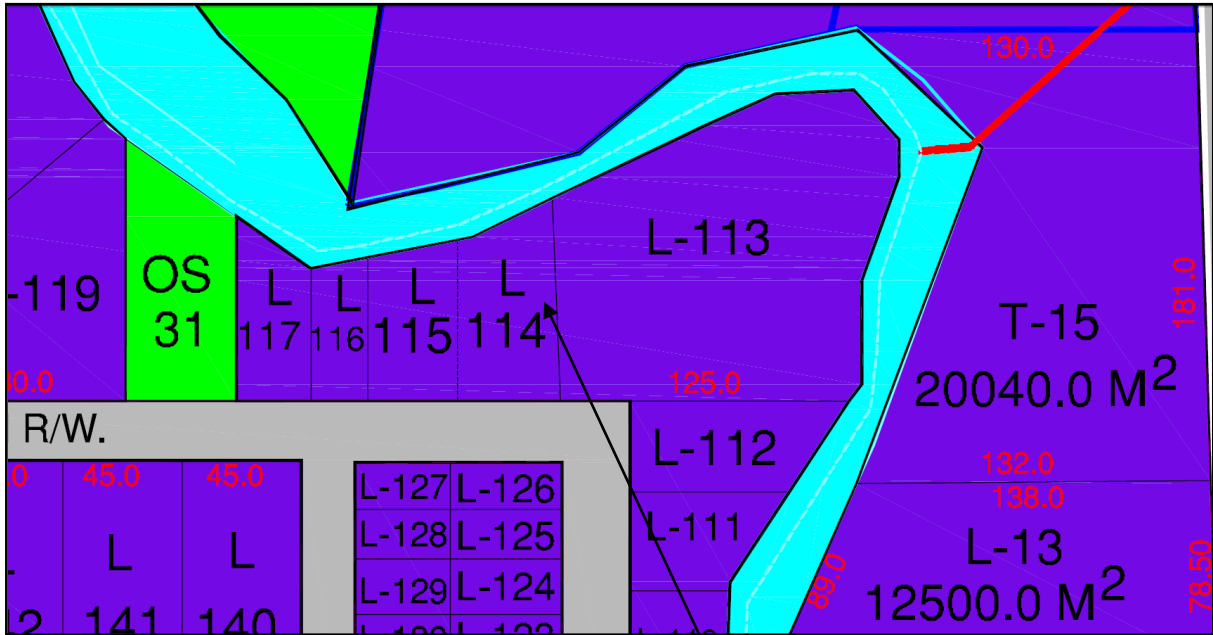 130.0
L-113
OS
31
-119
L
117
L
116
L
115
L
114
181.0
T-15
20040.0 M2
125.0
R/W.
L-112
132.0
138.0
45.0
45.0
L-127
L-126
L-128
L-125
L-111
L-13
12500.0 M2
89.0
78.50
L
141
L
140
L-129
L-124